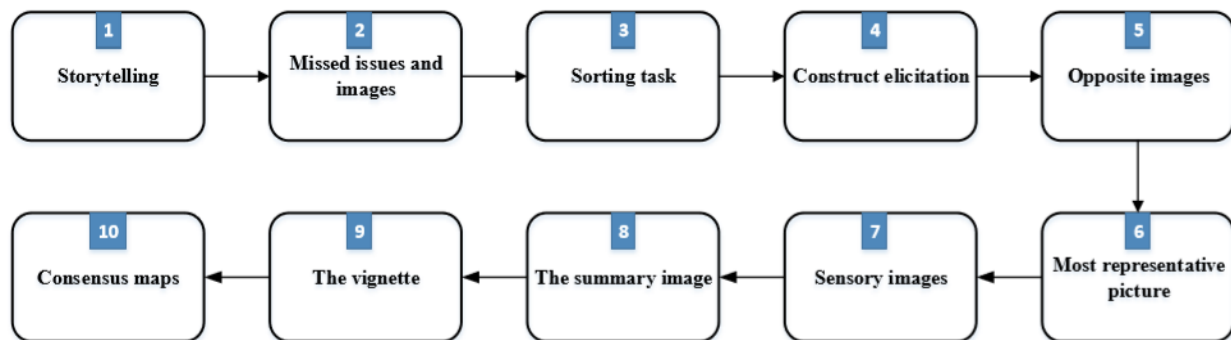 1
Storytelling
2
Missed issues and
images
3
Sorting task
4
Construct elicitation
5
Opposite images
6
Most representative
picture
7
Sensory images
8
The summary image
9
The vignette
10
Consensus maps